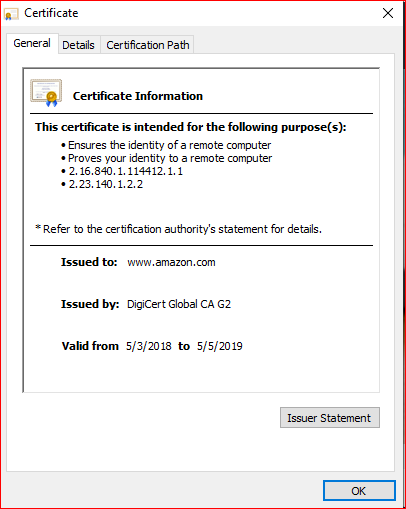 Certificate
General Details Certification Path
Certificate Information
This certificate is intended for the following purpose(s):
• Ensures the identity of a remote computer
• Proves your identity to a remote computer
• 2.16.840.1.114412.1.1
• 2.23.140.1.2.2
* Refer to the certification authority's statement for details.
Issued to: www.amazon.com
Issued by: DigiCert Global CA G2
Valid from 5/3/2018 to 5/5/2019
Issuer Statement
OK